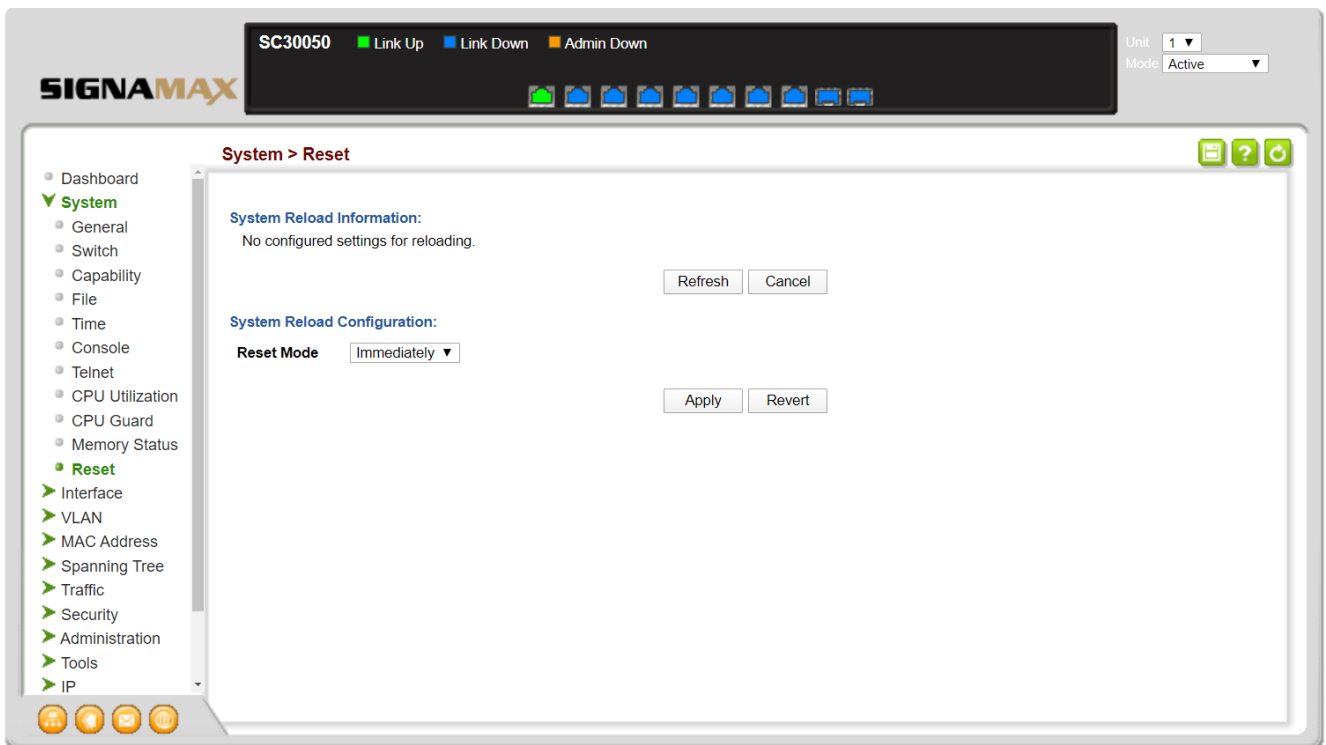 SC30050 Link Up Link Down Admin Down
Unit 1
Mode Active
SIGNAMAX
System > Reset
Dashboard
System
General
Switch
Capability
File
Time
Console
Telnet
CPU Utilization
CPU Guard
Memory Status
Reset
Interface
VLAN
MAC Address
Spanning Tree
Traffic
Security
Administration
Tools
IP
System Reload Information:
No configured settings for reloading.
Refresh Cancel
System Reload Configuration:
Reset Mode Immediately
Apply Revert